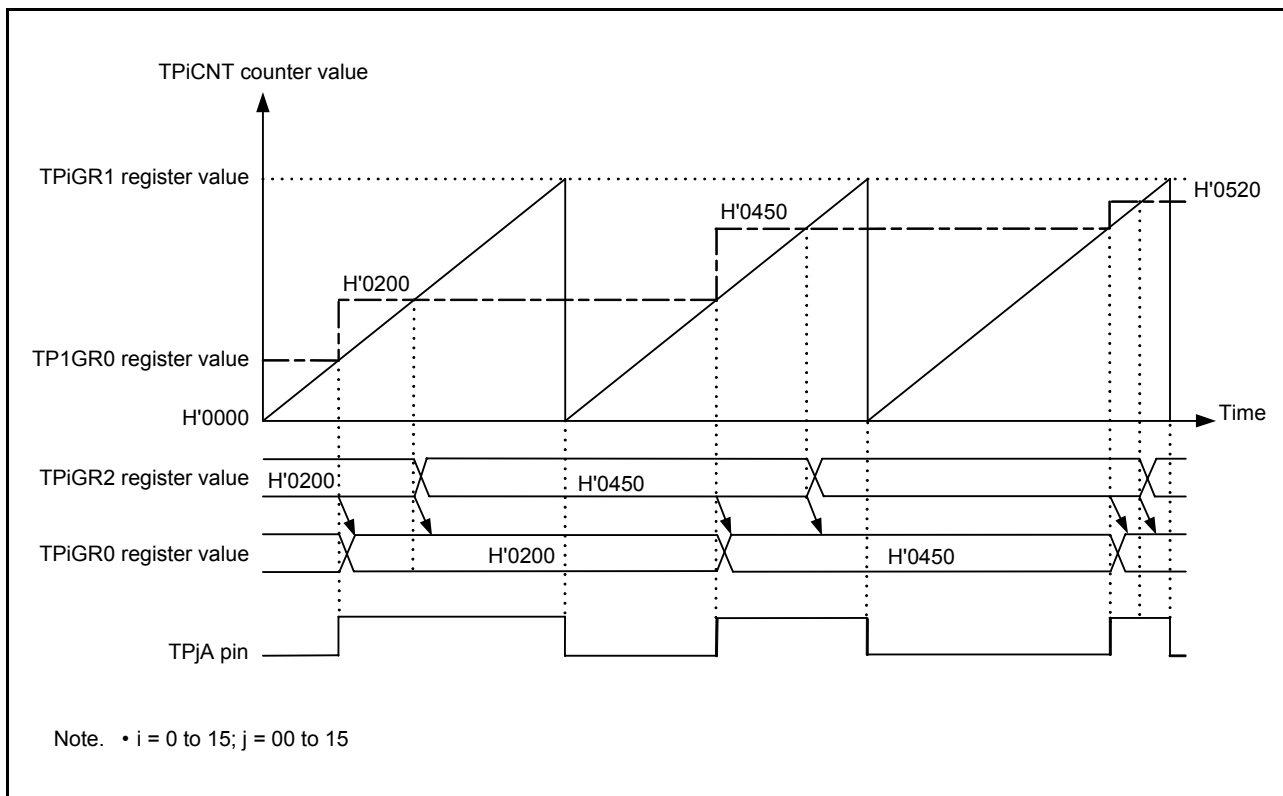 TPiCNT counter value
TPiGR1 register value
H'0520
H'0450
H'0200
TP1GR0 register value
H'0000
Time
TPiGR2 register value
H'0200
H'0450
TPiGR0 register value
H'0200
H'0450
TPjA pin
Note. • i = 0 to 15; j = 00 to 15